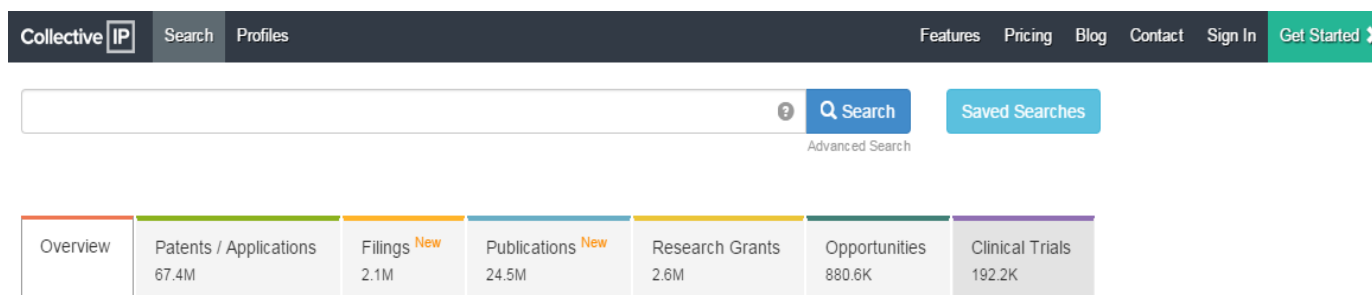 Collective IP Search Profiles Features Pricing Blog Contact Sign In Get Started
? Search Saved Searches
Advanced Search
Overview Patents / Applications Filings New Publications New Research Grants Opportunities Clinical Trials
67.4M 2.1M 24.5M 2.6M 880.6K 192.2K